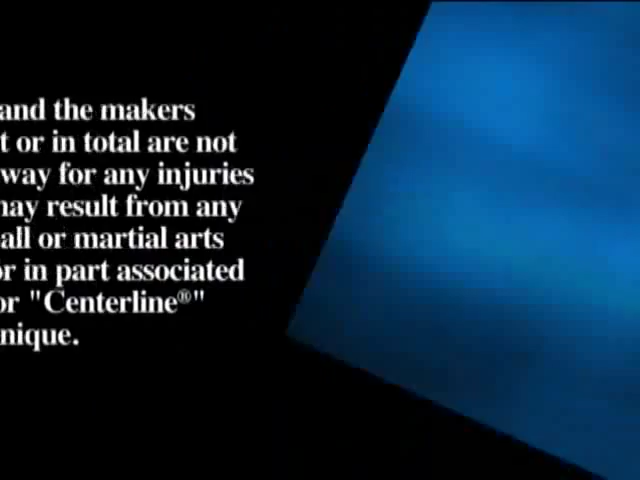 and the makers
t or in total are not
way for any injuries
may result from any
all or martial arts
or in part associated
or "Centerline®"
nique.